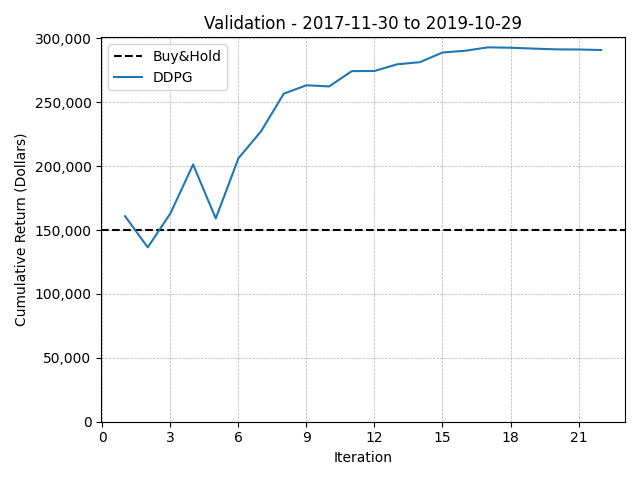 Validation - 2017-11-30 to 2019-10-29
Buy&Hold
DDPG
Cumulative Return (Dollars)
300,000
250,000
200,000
150,000
100,000
50,000
0
0 3 6 9 12 15 18 21
Iteration